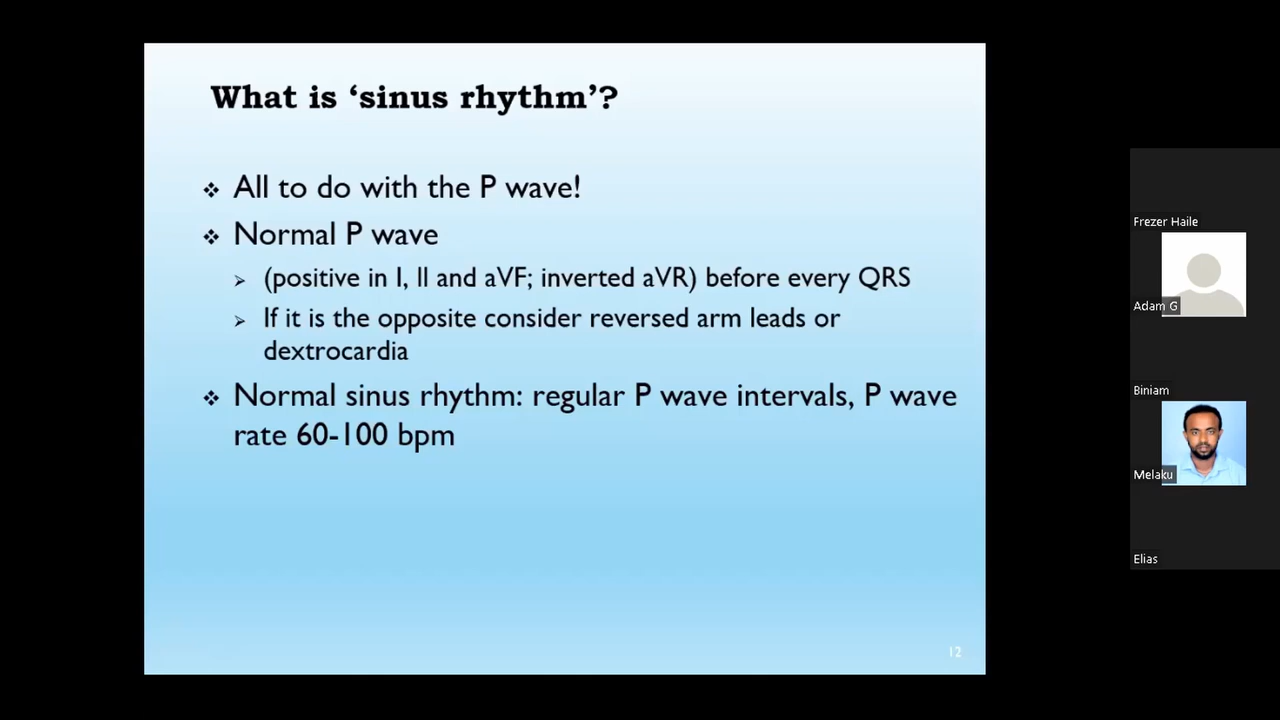 What is ‘sinus rhythm’?
❖ All to do with the P wave!
❖ Normal P wave
➢ (positive in I, II and aVF; inverted aVR) before every QRS
➢ If it is the opposite consider reversed arm leads or
dextrocardia
❖ Normal sinus rhythm: regular P wave intervals, P wave
rate 60-100 bpm
12
Frezer Haile
Adam G
Biniam
Melaku
Elias